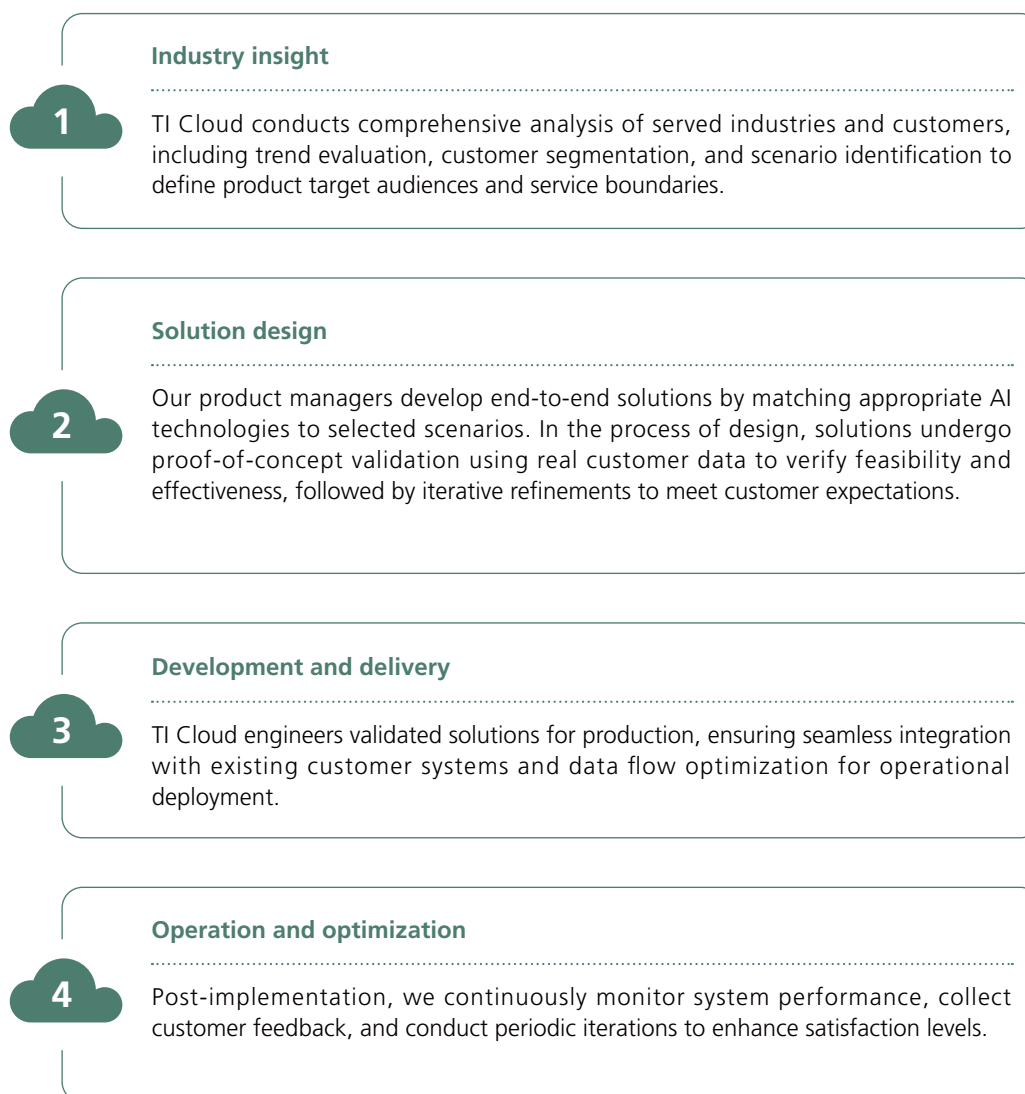 Industry insight
1
TI Cloud conducts comprehensive analysis of served industries and customers,
including trend evaluation, customer segmentation, and scenario identification to
define product target audiences and service boundaries.
Solution design
2
Our product managers develop end-to-end solutions by matching appropriate AI
technologies to selected scenarios. In the process of design, solutions undergo
proof-of-concept validation using real customer data to verify feasibility and
effectiveness, followed by iterative refinements to meet customer expectations.
Development and delivery
3
TI Cloud engineers validated solutions for production, ensuring seamless integration
with existing customer systems and data flow optimization for operational
deployment.
Operation and optimization
4
Post-implementation, we continuously monitor system performance, collect
customer feedback, and conduct periodic iterations to enhance satisfaction levels.